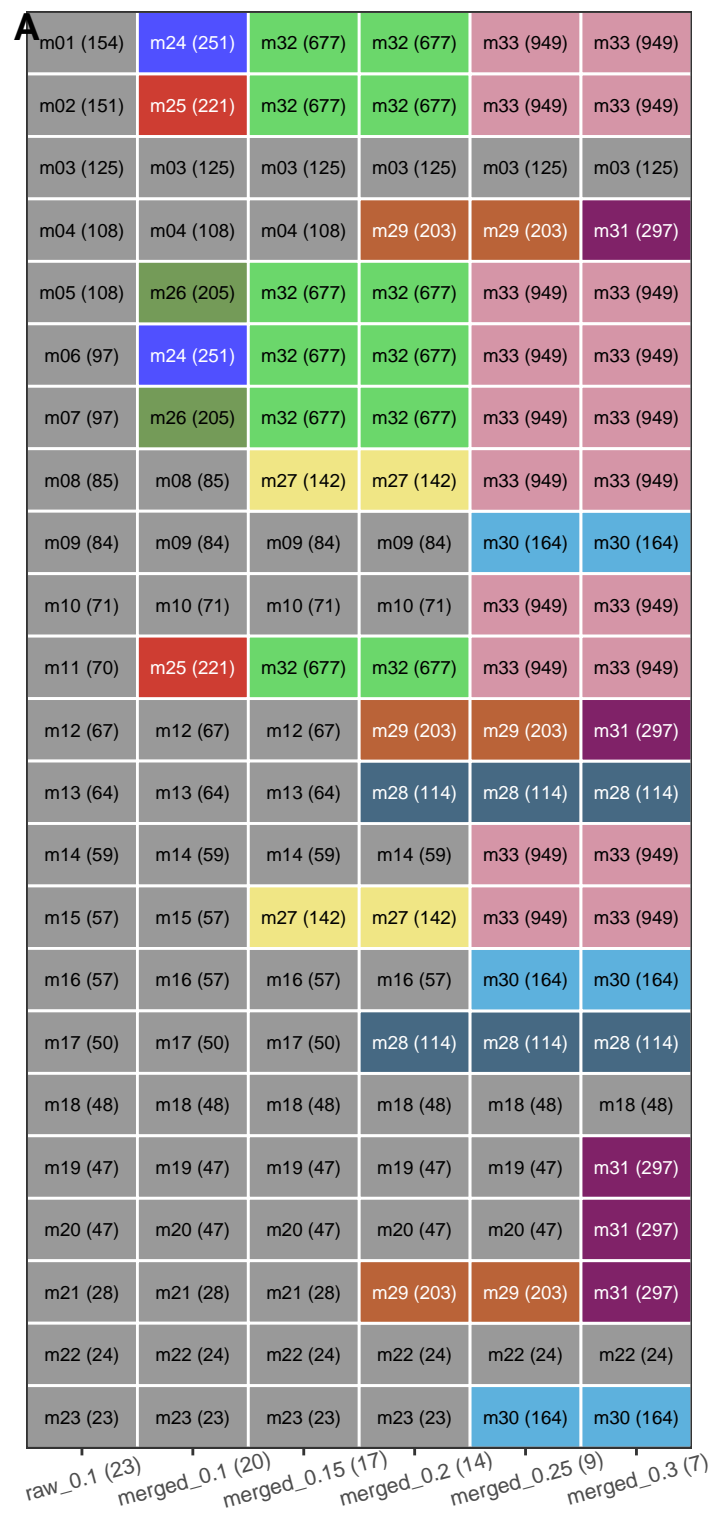 A
m01 (154) m24 (251) m32 (677) m32 (677) m33 (949) m33 (949)
m02 (151) m25 (221) m32 (677) m32 (677) m33 (949) m33 (949)
m03 (125) m03 (125) m03 (125) m03 (125) m03 (125) m03 (125)
m04 (108) m04 (108) m04 (108) m29 (203) m29 (203) m31 (297)
m05 (108) m26 (205) m32 (677) m32 (677) m33 (949) m33 (949)
m06 (97) m24 (251) m32 (677) m32 (677) m33 (949) m33 (949)
m07 (97) m26 (205) m32 (677) m32 (677) m33 (949) m33 (949)
m08 (85) m08 (85) m27 (142) m27 (142) m33 (949) m33 (949)
m09 (84) m09 (84) m09 (84) m09 (84) m30 (164) m30 (164)
m10 (71) m10 (71) m10 (71) m10 (71) m33 (949) m33 (949)
m11 (70) m25 (221) m32 (677) m32 (677) m33 (949) m33 (949)
m12 (67) m12 (67) m12 (67) m29 (203) m29 (203) m31 (297)
m13 (64) m13 (64) m13 (64) m28 (114) m28 (114) m28 (114)
m14 (59) m14 (59) m14 (59) m14 (59) m33 (949) m33 (949)
m15 (57) m15 (57) m27 (142) m27 (142) m33 (949) m33 (949)
m16 (57) m16 (57) m16 (57) m16 (57) m30 (164) m30 (164)
m17 (50) m17 (50) m17 (50) m28 (114) m28 (114) m28 (114)
m18 (48) m18 (48) m18 (48) m18 (48) m18 (48) m18 (48)
m19 (47) m19 (47) m19 (47) m19 (47) m19 (47) m31 (297)
m20 (47) m20 (47) m20 (47) m20 (47) m20 (47) m31 (297)
m21 (28) m21 (28) m21 (28) m29 (203) m29 (203) m31 (297)
m22 (24) m22 (24) m22 (24) m22 (24) m22 (24) m22 (24)
m23 (23) m23 (23) m23 (23) m23 (23) m30 (164) m30 (164)
raw_0.1 (23) merged_0.1 (20) merged_0.15 (17) merged_0.2 (14) merged_0.25 (9) merged_0.3 (7)